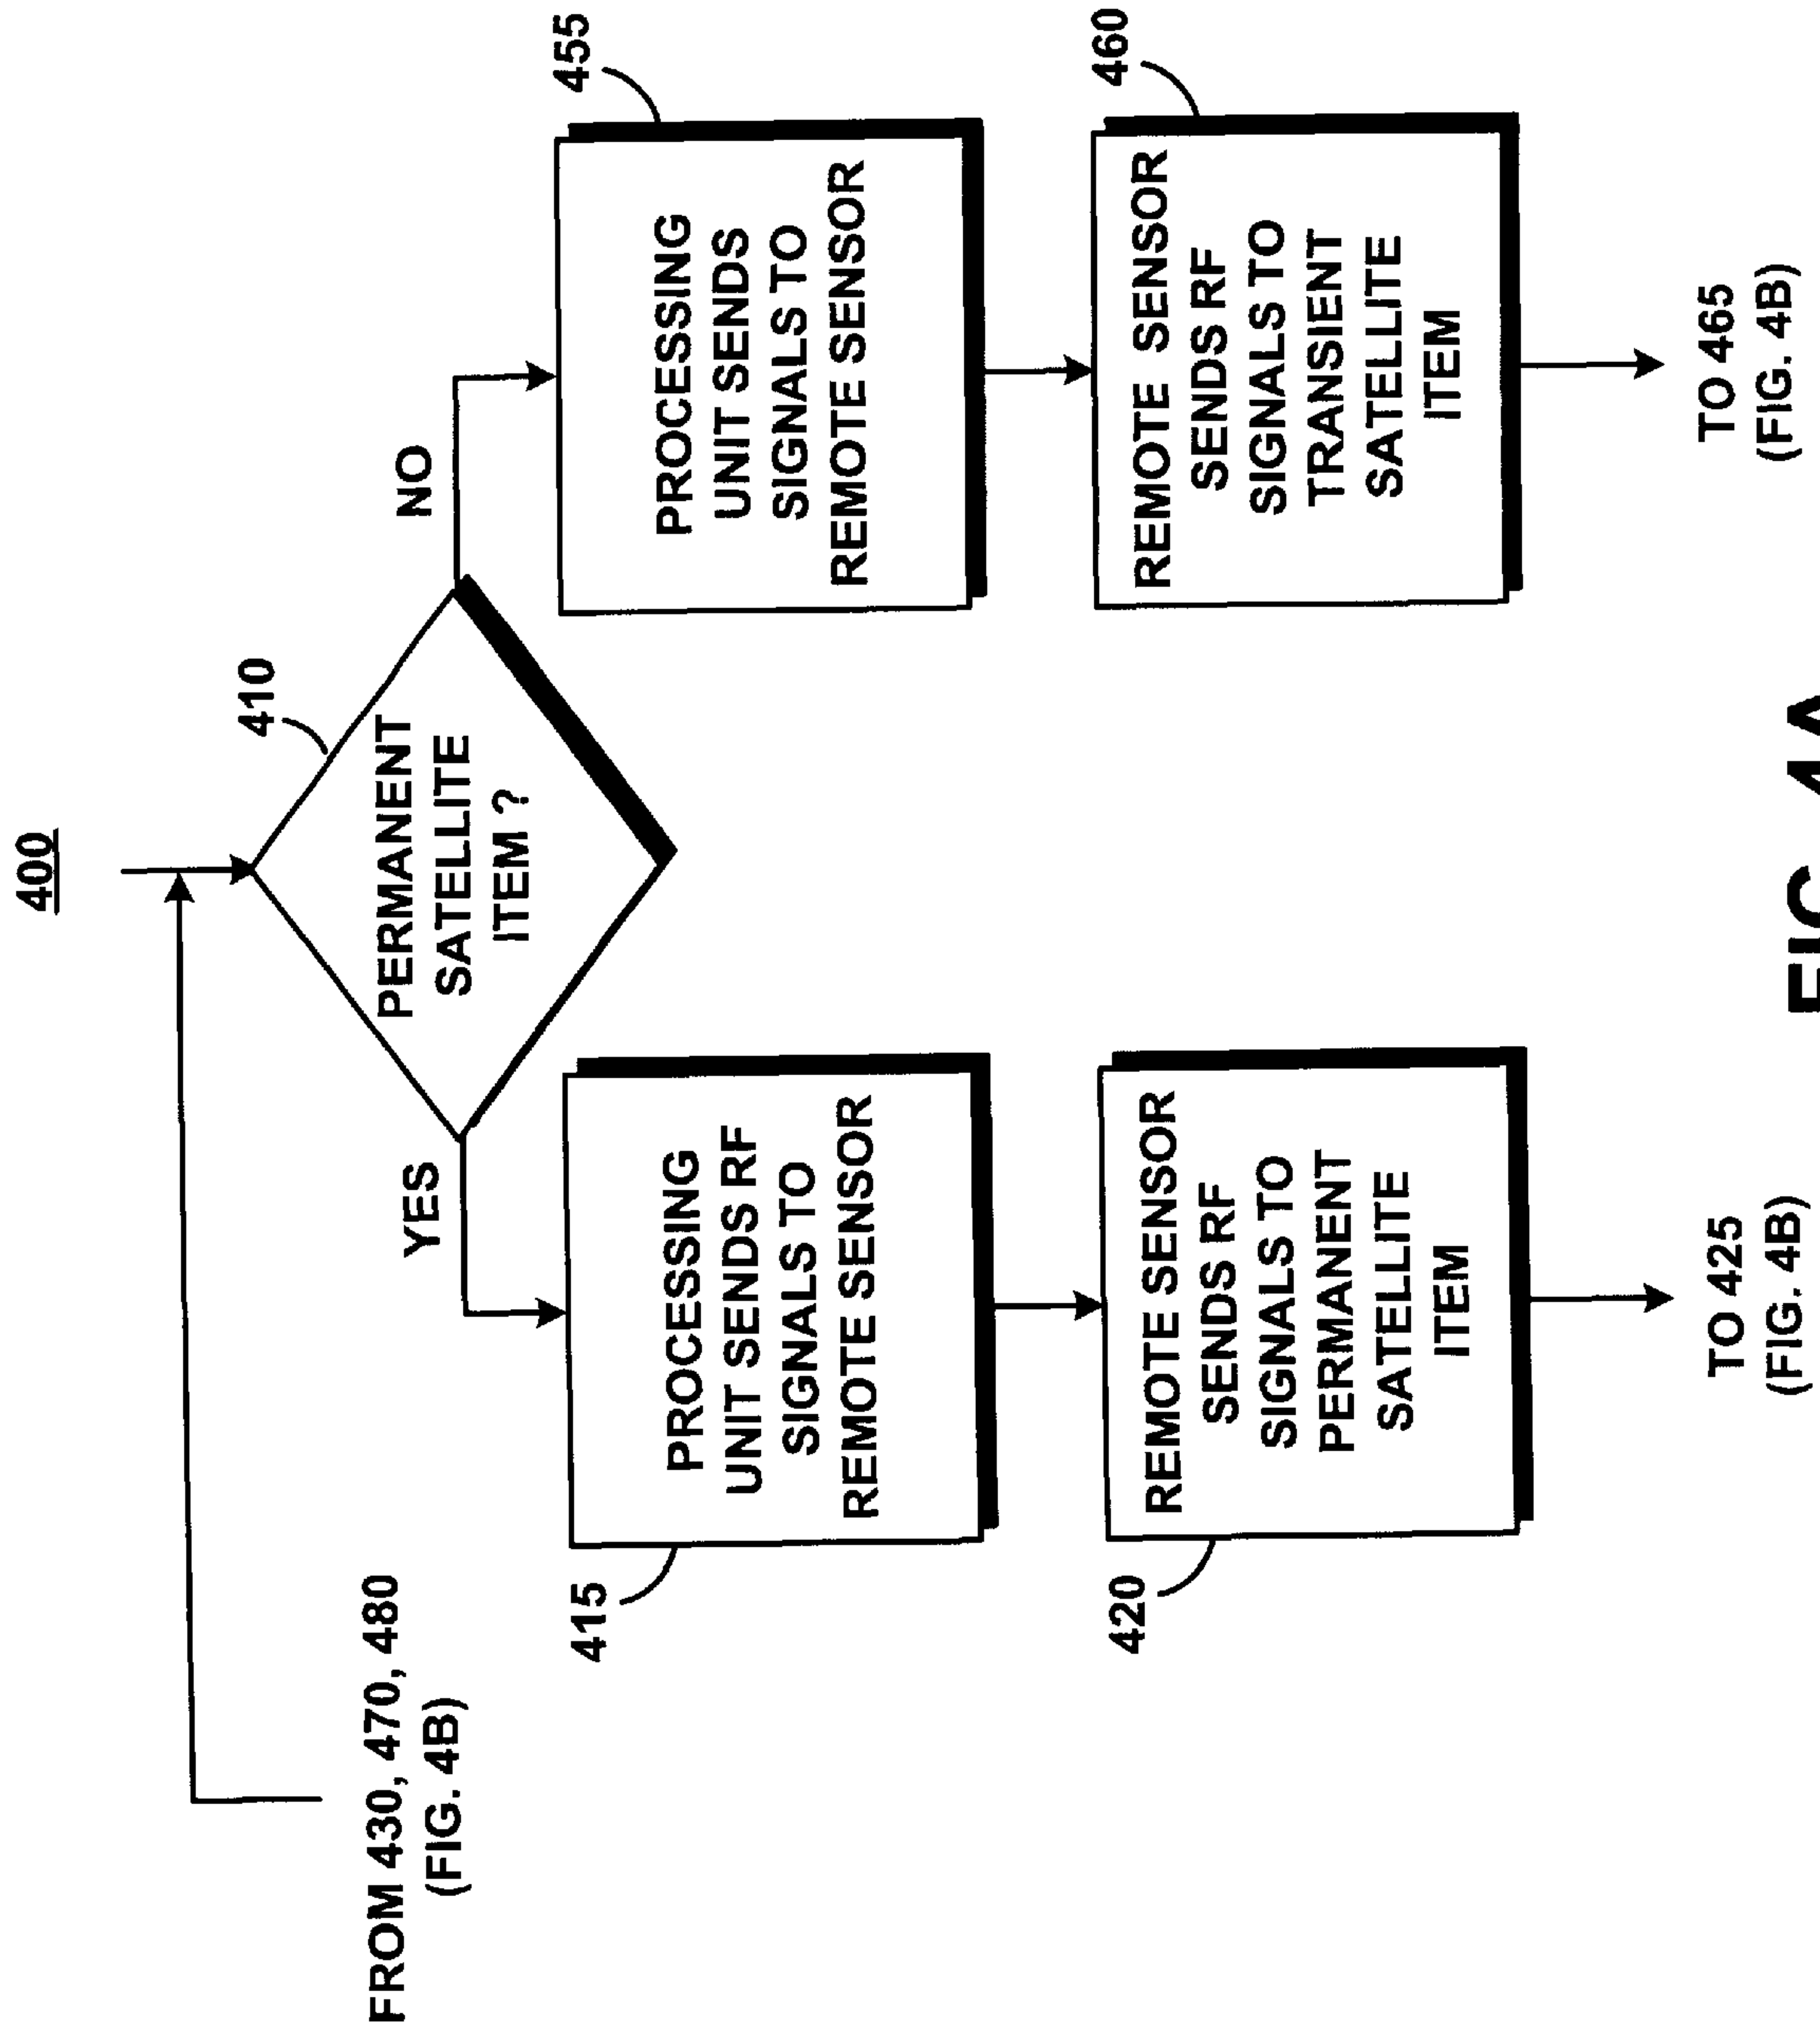 400
FROM 430, 470, 480
(FIG. 4B)
410
PERMANENT
SATELLITE
ITEM ?
YES
NO
415
PROCESSING
UNIT SENDS RF
SIGNALS TO
REMOTE SENSOR
455
PROCESSING
UNIT SENDS
SIGNALS TO
REMOTE SENSOR
420
REMOTE SENSOR
SENDS RF
SIGNALS TO
PERMANENT
SATELLITE
ITEM
460
REMOTE SENSOR
SENDS RF
SIGNALS TO
TRANSIENT
SATELLITE
ITEM
TO 425
(FIG. 4B)
TO 465
(FIG. 4B)
FIG. 4A